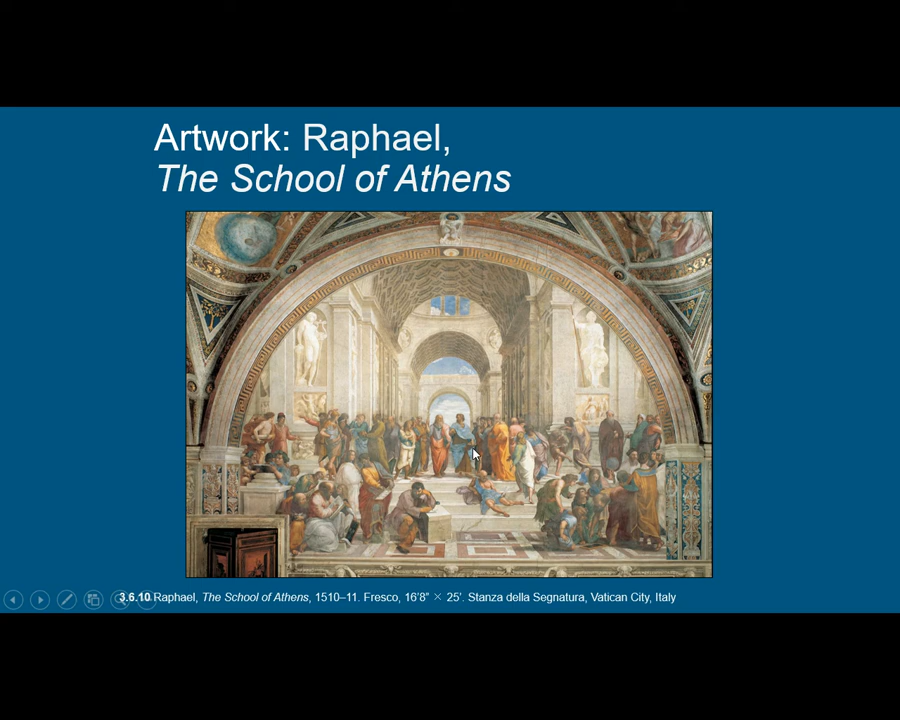 Artwork: Raphael,
The School of Athens
3.6.10 Raphael, The School of Athens, 1510–11. Fresco, 16'8" × 25'. Stanza della Segnatura, Vatican City, Italy